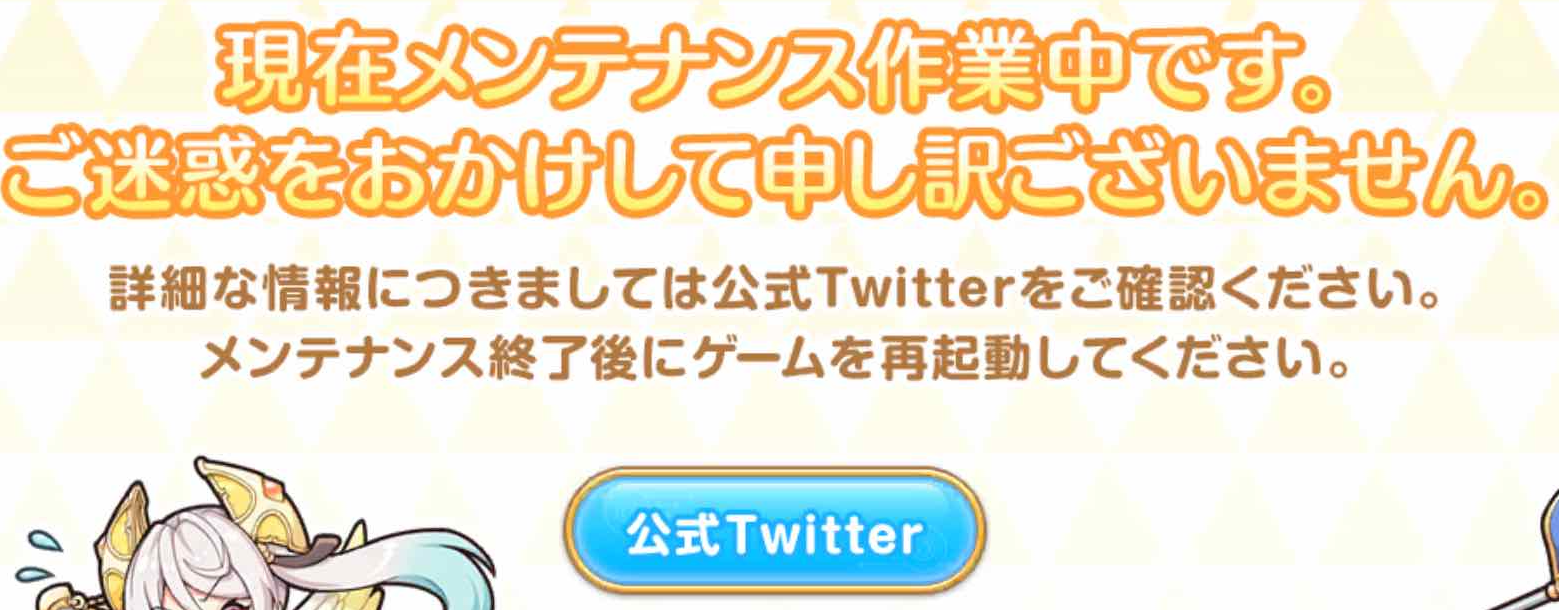 現在メンテナンス作業中です。
ご迷惑をおかけして申し訳ございません。
詳細な情報につきましては公式Twitterをご確認ください。
メンテナンス終了後にゲームを再起動してください。
公式Twitter